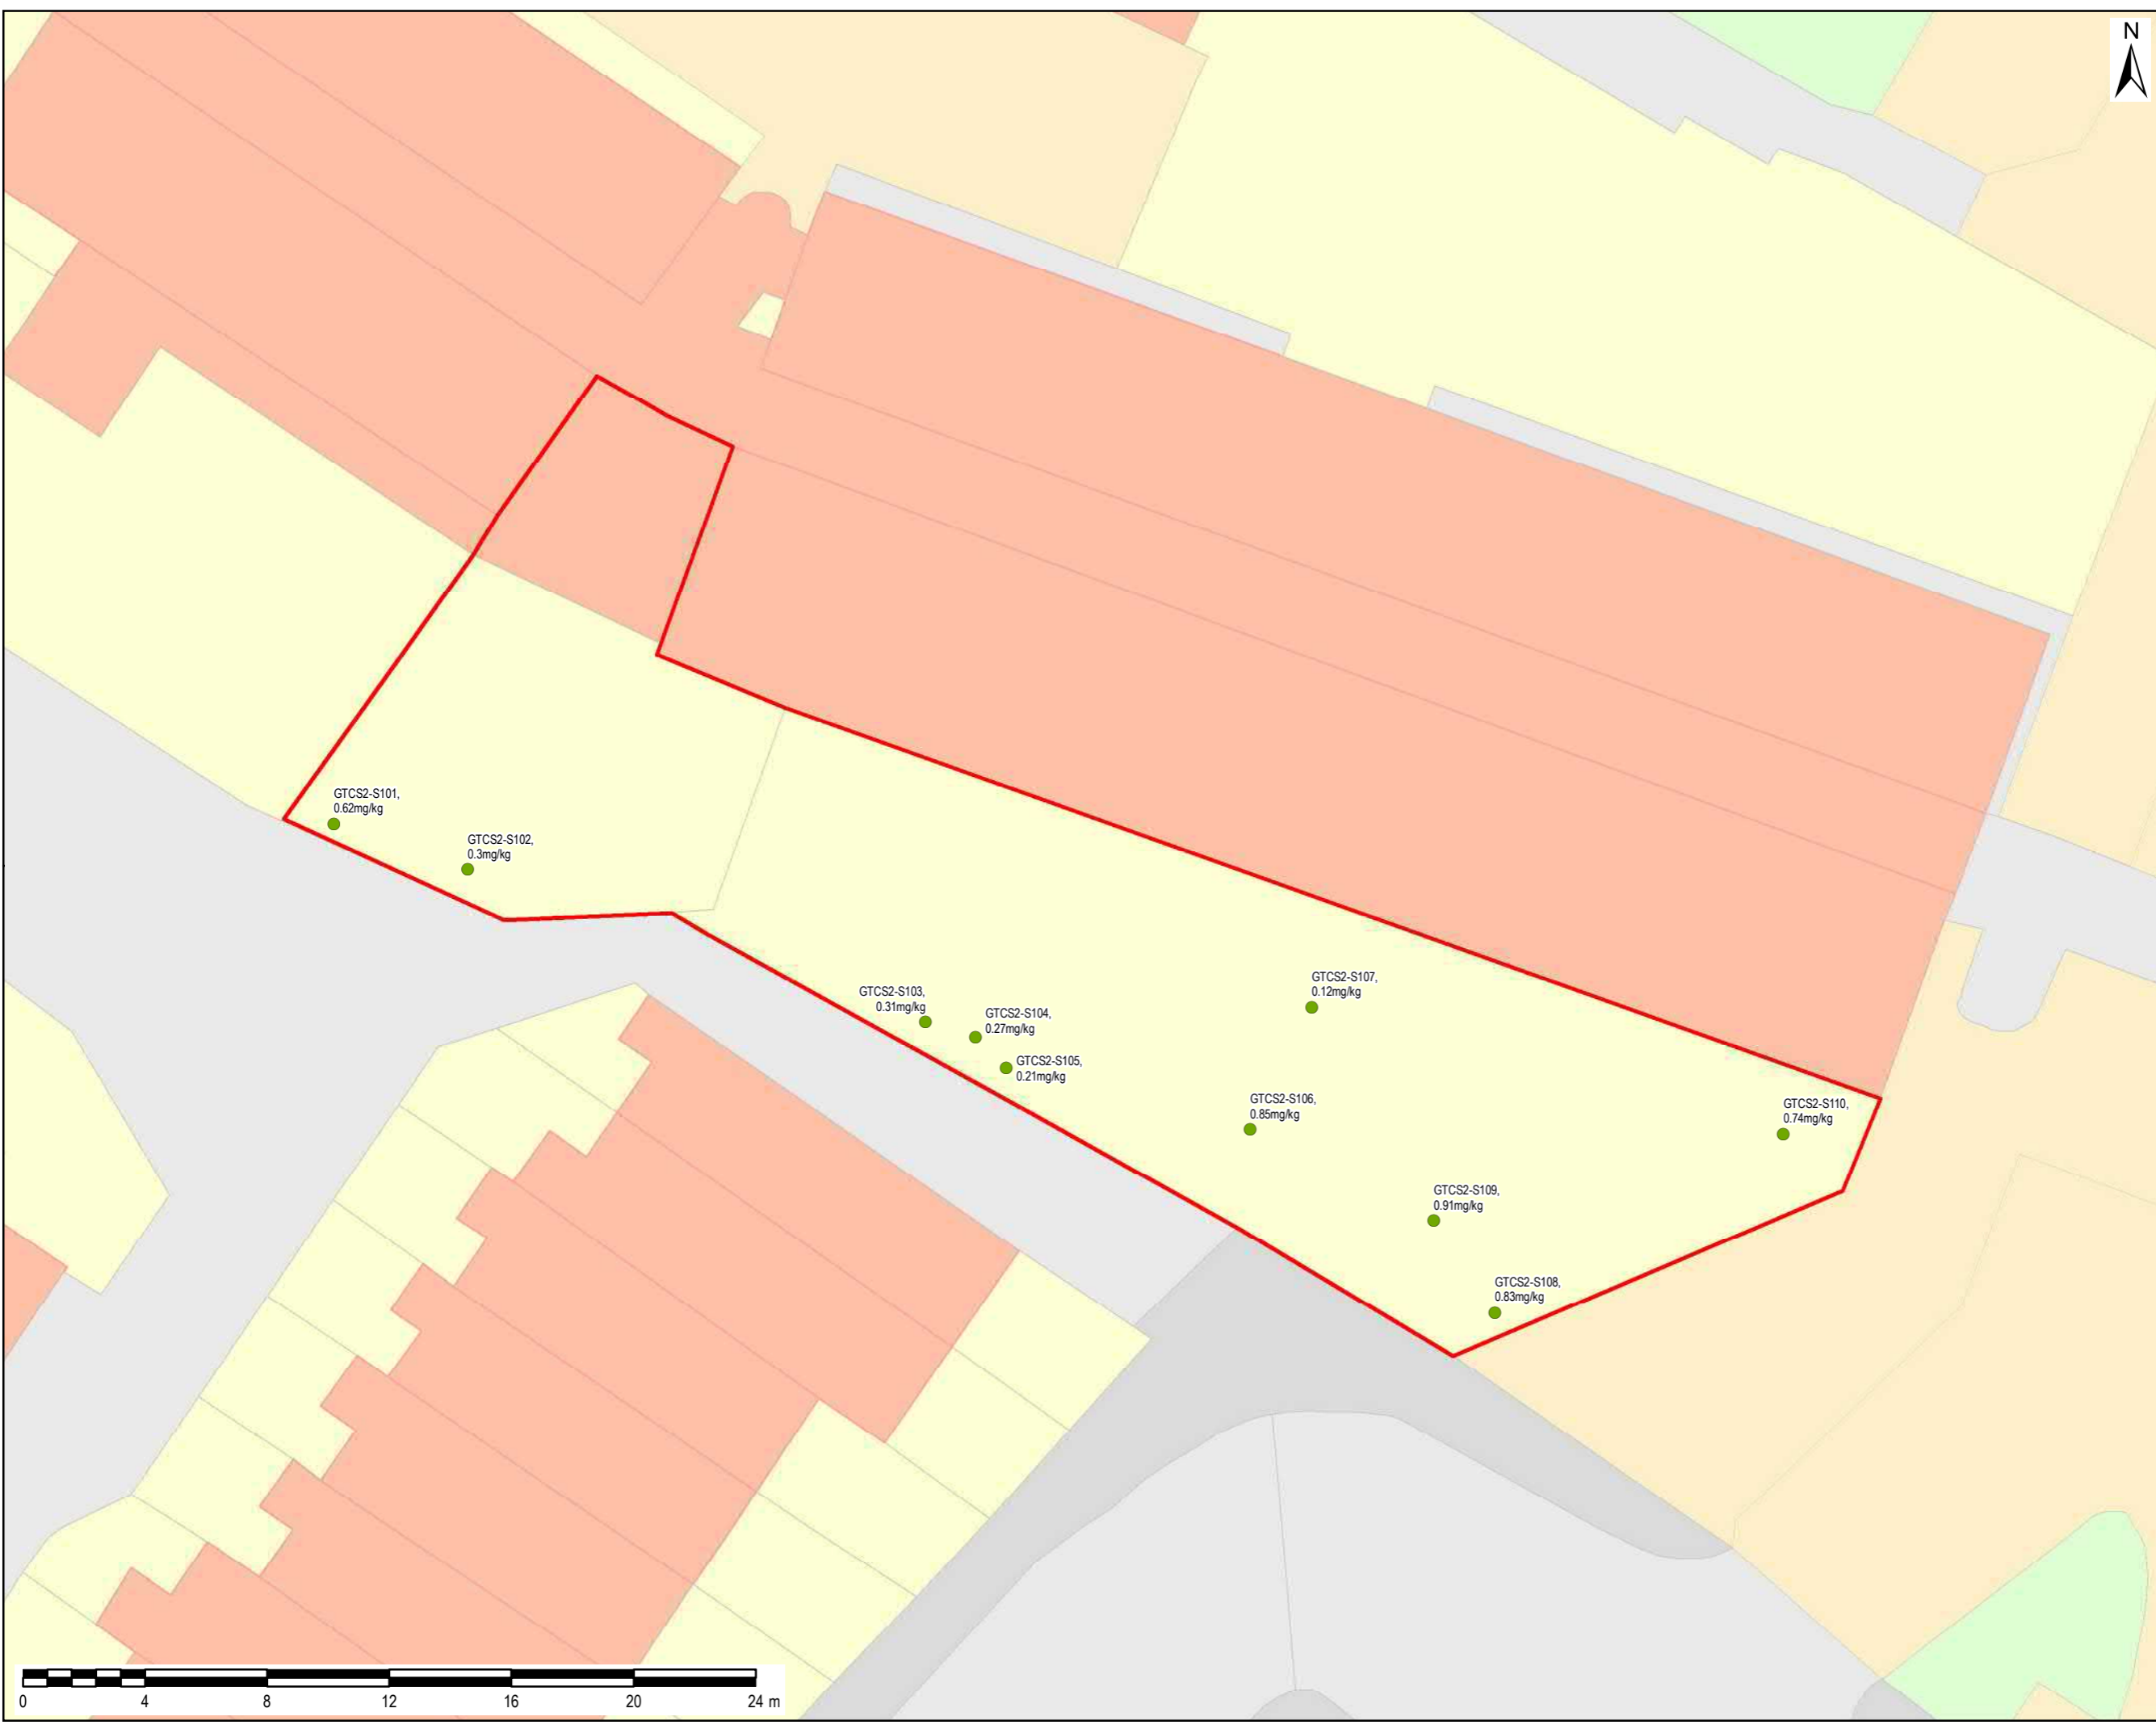 N
GTCS2-S101,
0.62mg/kg
GTCS2-S102,
0.3mg/kg
GTCS2-S103,
0.31mg/kg
GTCS2-S104,
0.27mg/kg
GTCS2-S105,
0.21mg/kg
GTCS2-S107,
0.12mg/kg
GTCS2-S106,
0.85mg/kg
GTCS2-S110,
0.74mg/kg
GTCS2-S109,
0.91mg/kg
GTCS2-S108,
0.83mg/kg
0 4 8 12 16 20 24 m